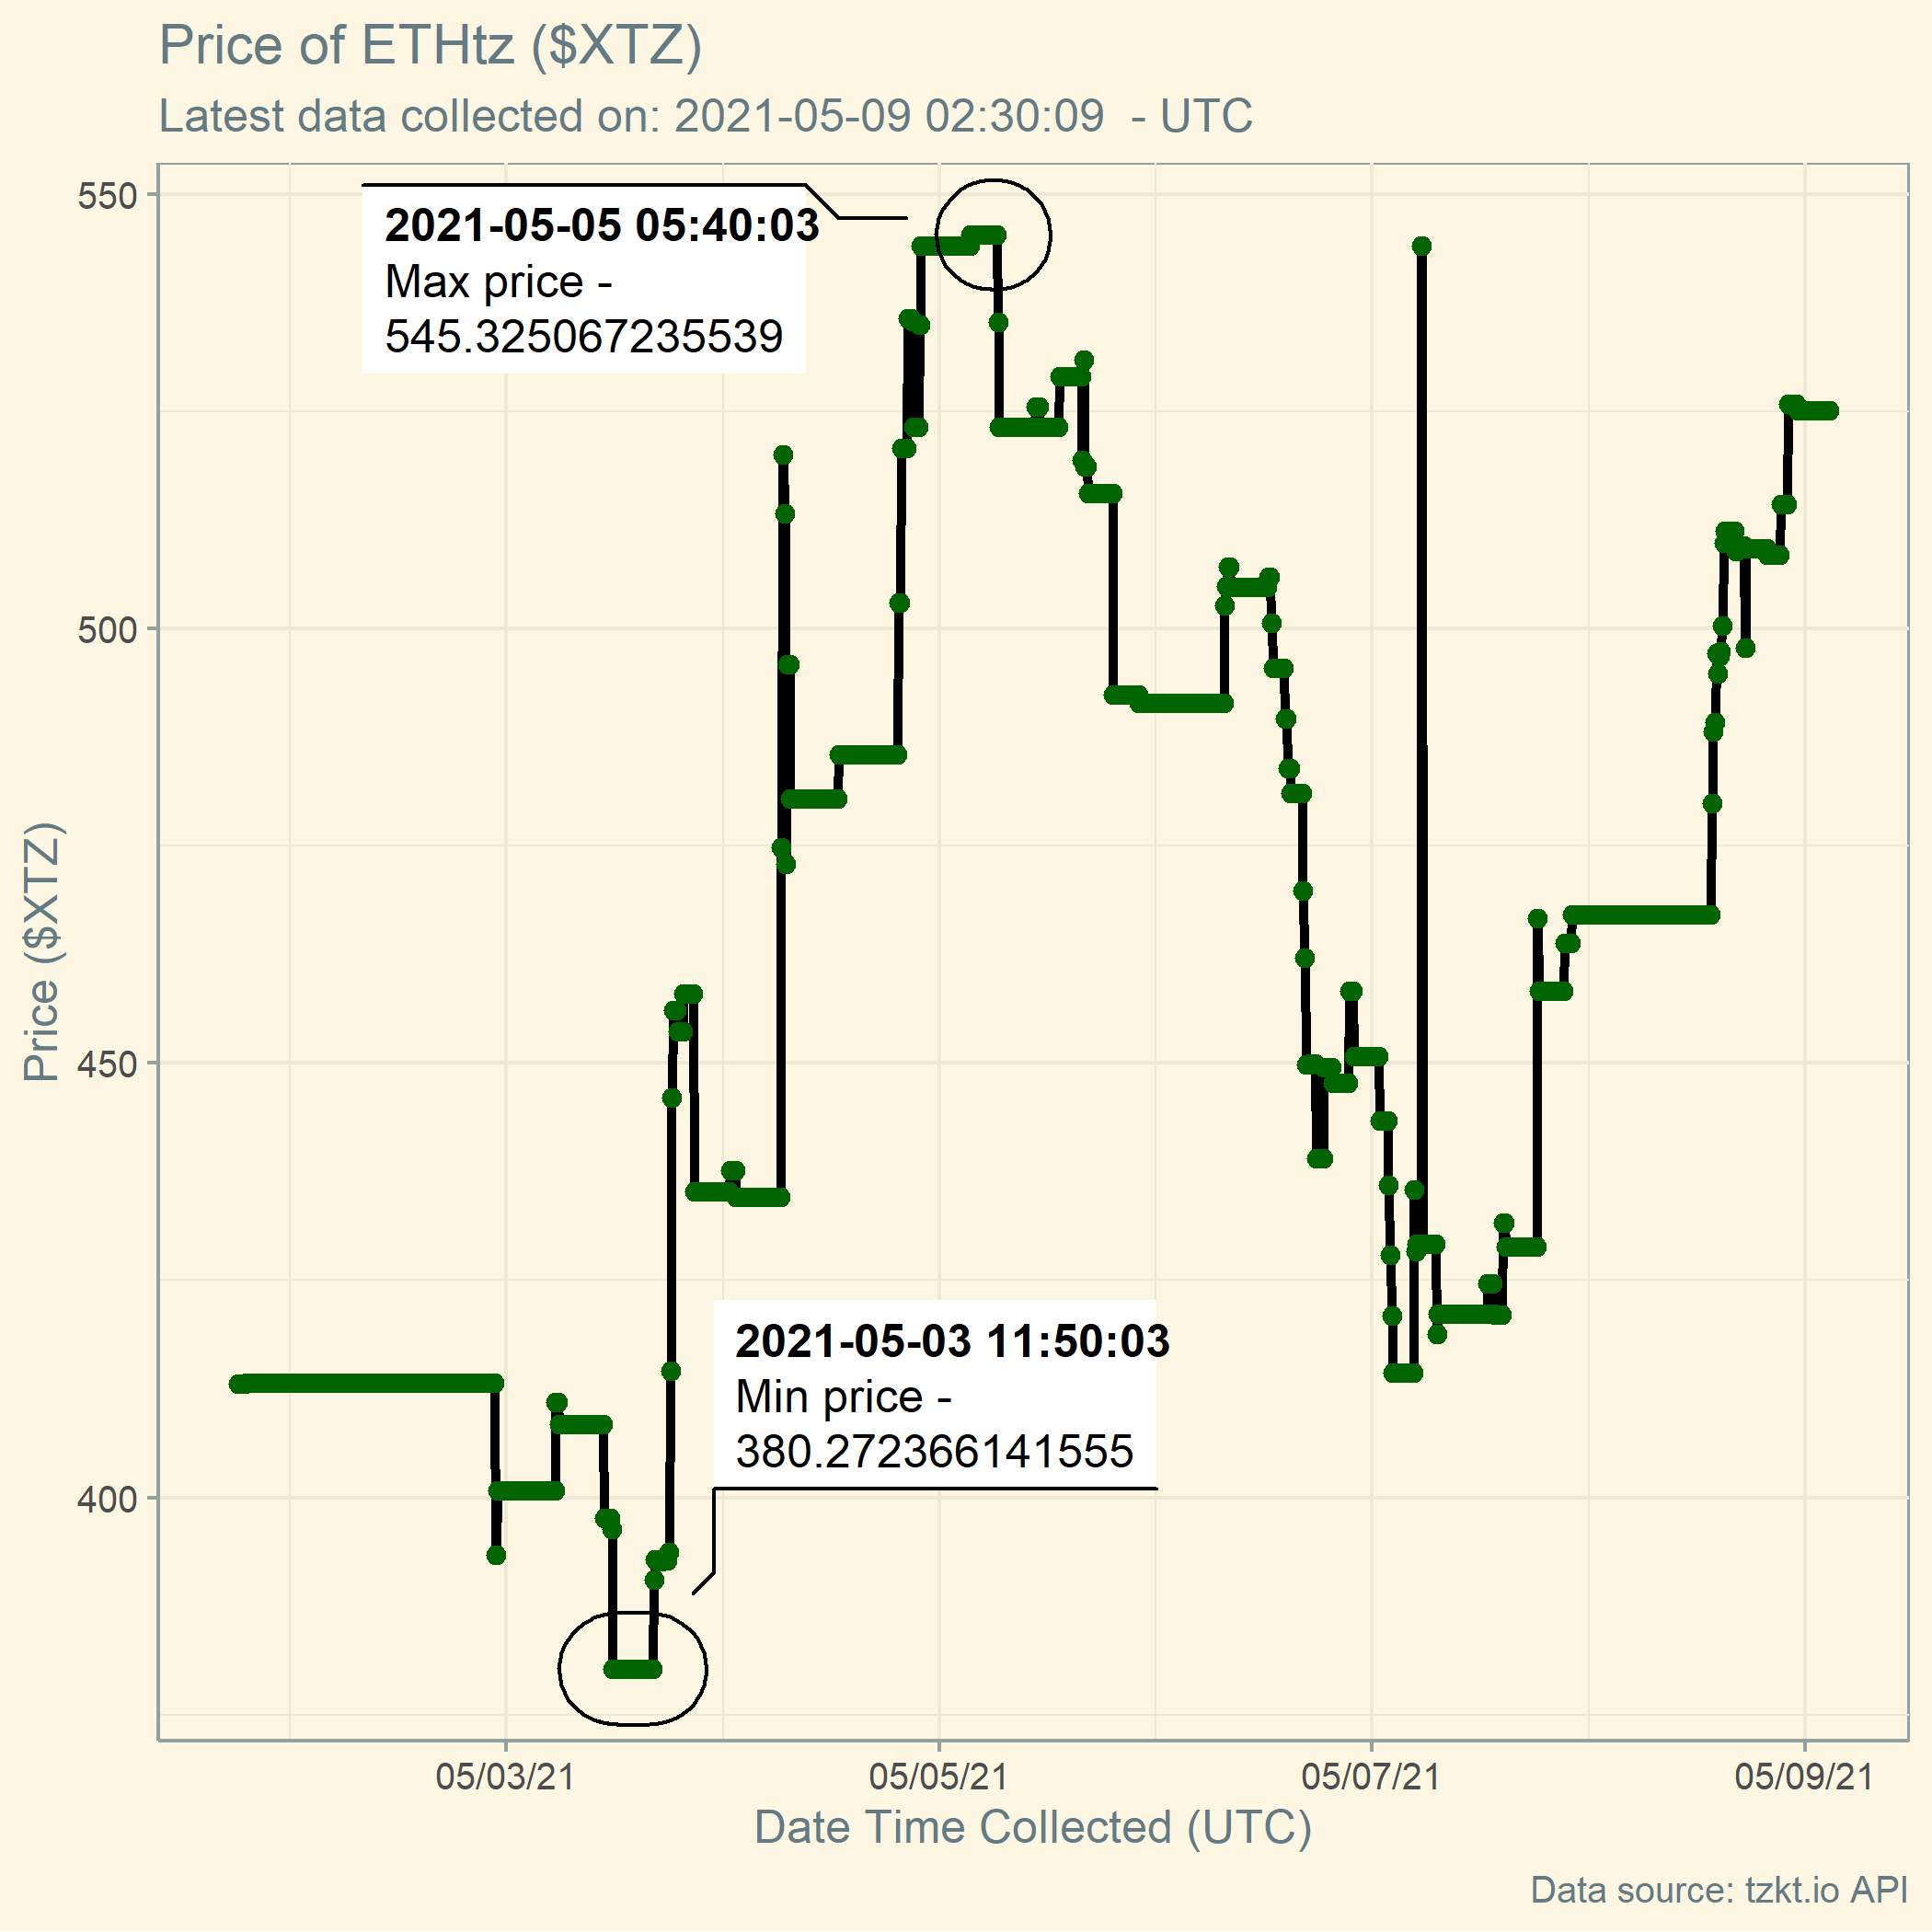 Price of ETHtz ($XTZ)
Latest data collected on: 2021-05-09 02:30:09  - UTC
550
500
450
400
Price ($XTZ)
2021-05-05 05:40:03
Max price -
545.325067235539
2021-05-03 11:50:03
Min price -
380.272366141555
05/03/21
05/05/21
05/07/21
05/09/21
Date Time Collected (UTC)
Data source: tzkt.io API